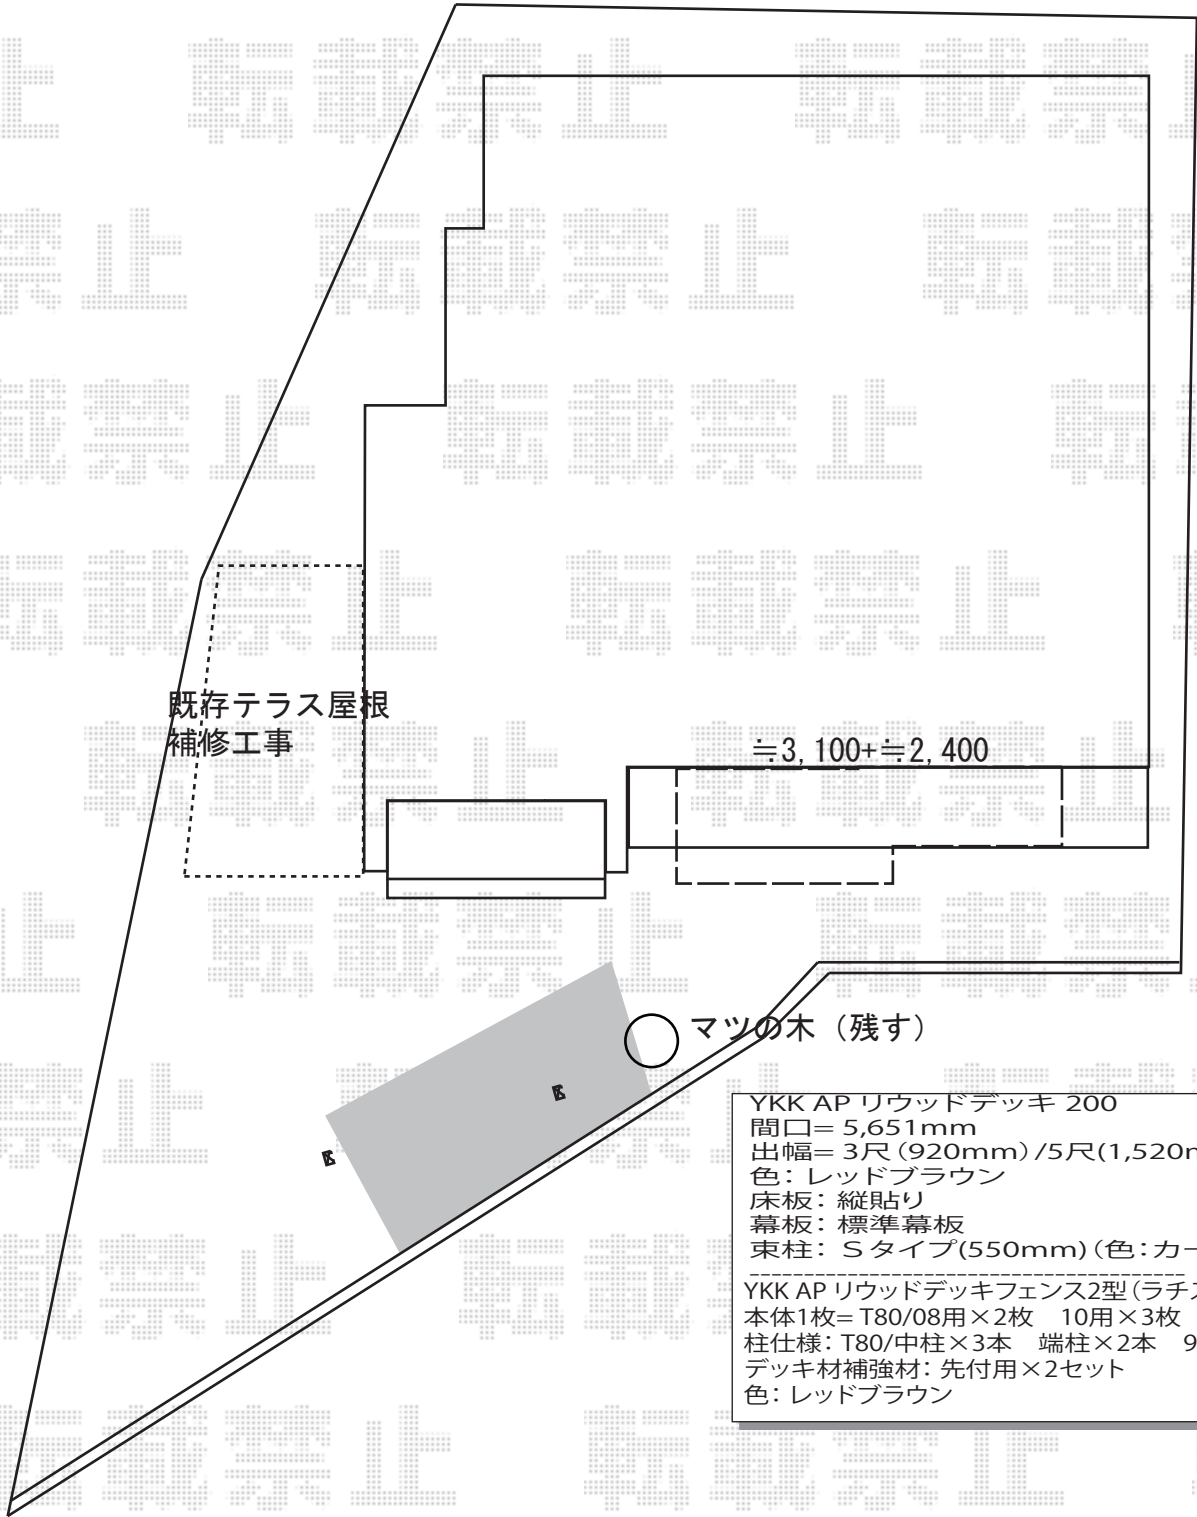 既存テラス屋根
補修工事
≒3,100+≒2,400
マツの木（残す）
YKK AP リウッドデッキ 200
間口＝5,651mm
出幅＝3尺（920mm）/5尺(1,520m
色：レッドブラウン
床板：縦貼り
幕板：標準幕板
束柱：Ｓタイプ(550mm)（色：カー
YKK AP リウッドデッキフェンス2型（ラチス
本体1枚＝T80/08用×2枚　10用×3枚
柱仕様：T80/中柱×3本　端柱×2本　9
デッキ材補強材：先付用×2セット
色：レッドブラウン
転載禁止